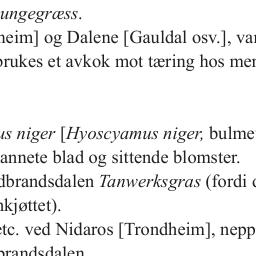 ungegræss.
heim] og Dalene [Gauldal osv.], var
brukes et avkok mot tæring hos men
us niger [Hyoscyamus niger, bulme
annete blad og sittende blomster.
dbrandsdalen Tanwerksgras (fordi d
nkjøttet).
etc. ved Nidaros [Trondheim], nepp
brandsdalen